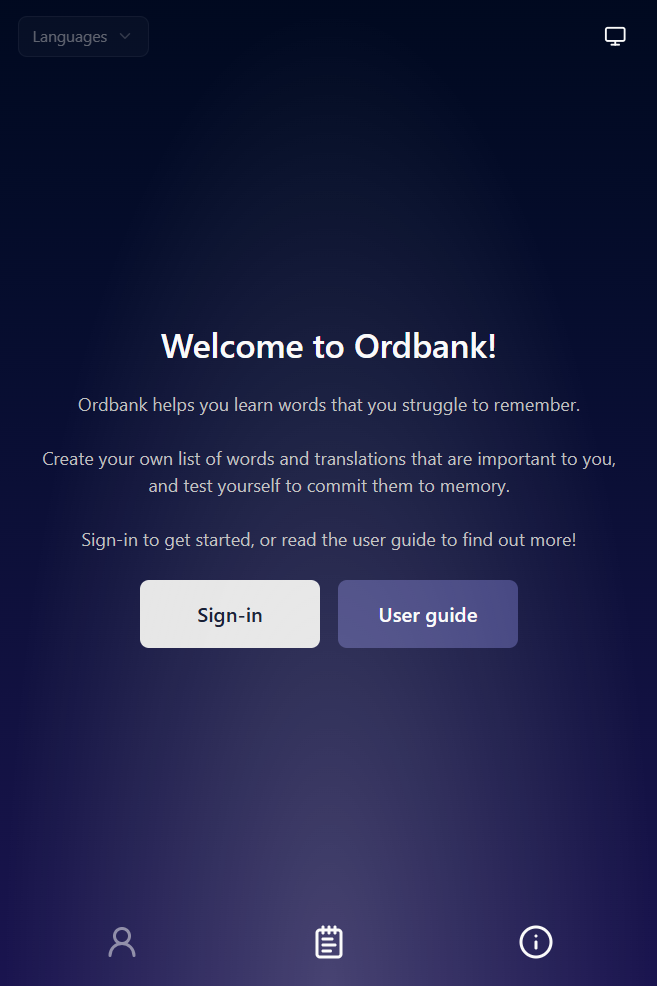 Languages
Welcome to Ordbank!
Ordbank helps you learn words that you struggle to remember.
Create your own list of words and translations that are important to you,
and test yourself to commit them to memory.
Sign-in to get started, or read the user guide to find out more!
Sign-in
User guide